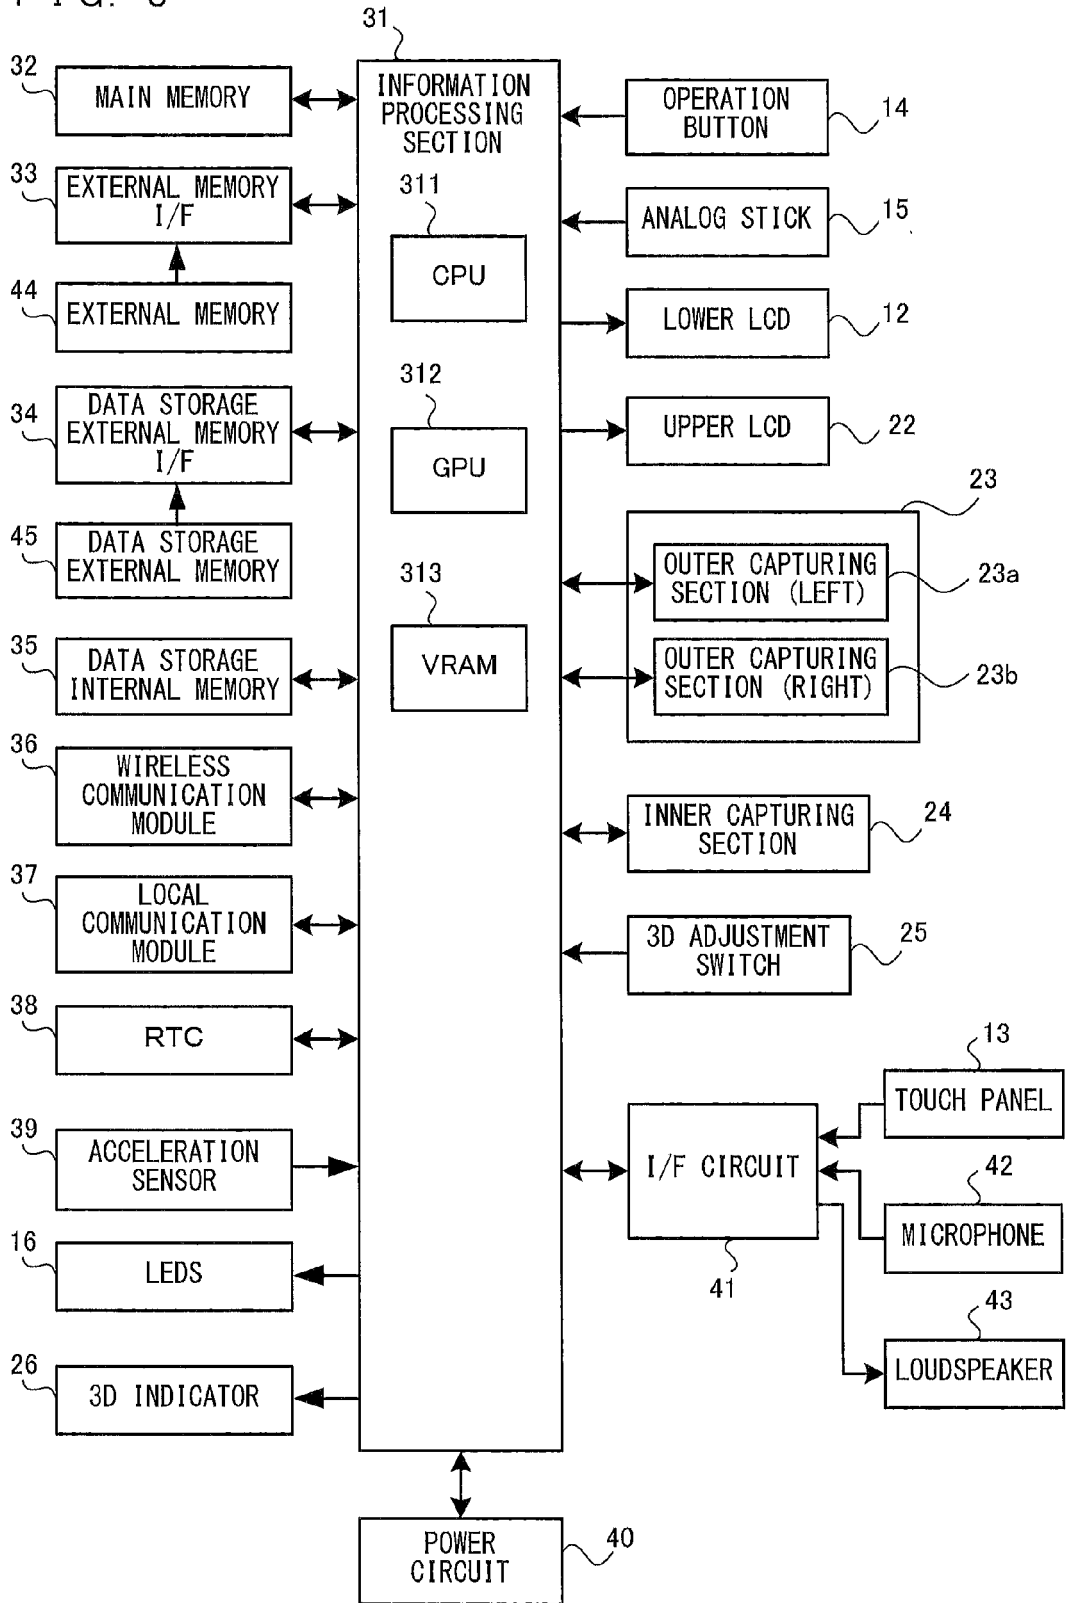 31
32
MAIN MEMORY
33
EXTERNAL MEMORY
I/F
44
EXTERNAL MEMORY
34
DATA STORAGE
EXTERNAL MEMORY
I/F
45
DATA STORAGE
EXTERNAL MEMORY
35
DATA STORAGE
INTERNAL MEMORY
36
WIRELESS
COMMUNICATION
MODULE
37
LOCAL
COMMUNICATION
MODULE
38
RTC
39
ACCELERATION
SENSOR
16
LEDS
26
3D INDICATOR
INFORMATION
PROCESSING
SECTION
311
CPU
312
GPU
313
VRAM
OPERATION
BUTTON
14
ANALOG STICK
15
LOWER LCD
12
UPPER LCD
22
23
OUTER CAPTURING
SECTION (LEFT)
23a
OUTER CAPTURING
SECTION (RIGHT)
23b
INNER CAPTURING
SECTION
24
3D ADJUSTMENT
SWITCH
25
13
TOUCH PANEL
I/F CIRCUIT
41
42
MICROPHONE
43
LOUDSPEAKER
POWER
CIRCUIT
40